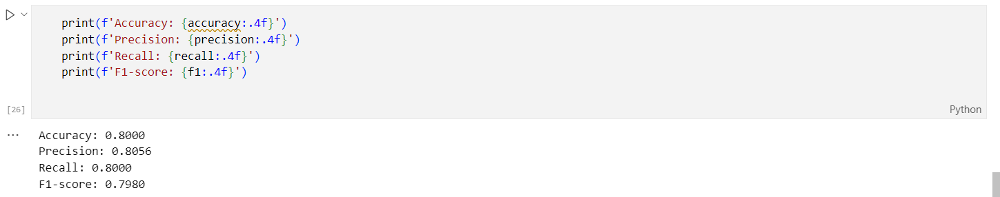 print(f'Accuracy: {accuracy:.4f}')
print(f'Precision: {precision:.4f}')
print(f'Recall: {recall:.4f}')
print(f'F1-score: {f1:.4f}')
[26]
Python
Accuracy: 0.8000
Precision: 0.8056
Recall: 0.8000
F1-score: 0.7980